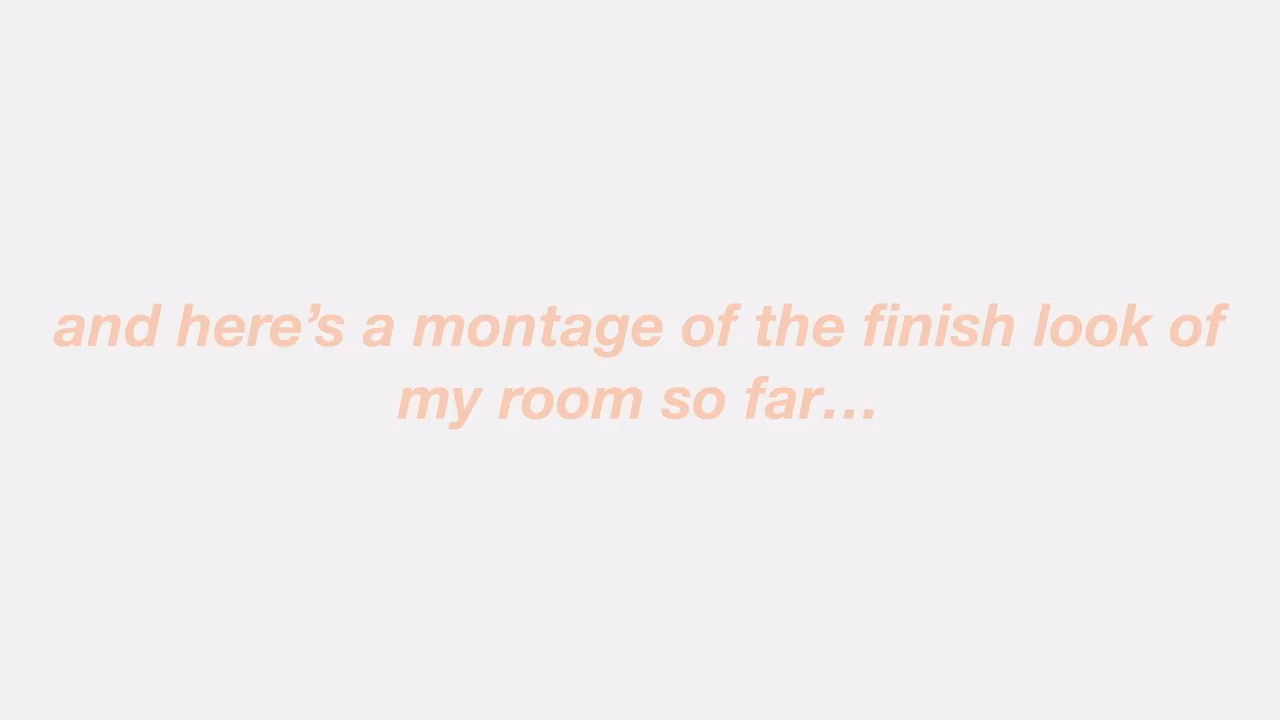 and here’s a montage of the finish look of
my room so far...